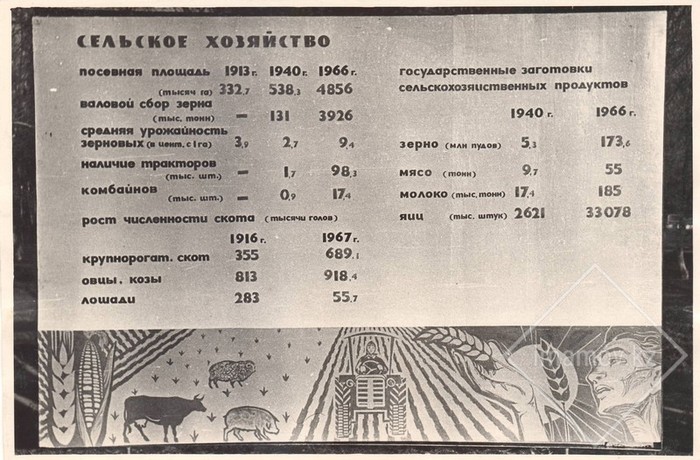 СЕЛЬСКОЕ ХОЗЯЙСТВО
посевная площадь 1913 г. 1940 г. 1966 г.
(тысяч га) 332,7 538,3 4856
валовой сбор зерна
(тыс. тонн) — 131 3926
средняя урожайность
зерновых (в цент. с 1 га) 3,9 2,7 9,4
наличие тракторов
(тыс. шт.) — 1,7 98,3
комбайнов
(тыс. шт.) — 0,9 17,4
рост численности скота (тысячи голов)
1916 г. 1967 г.
крупнорогат. скот 355 689,1
овцы, козы 813 918,4
лошади 283 55,7
государственные заготовки
сельскохозяйственных продуктов
1940 г. 1966 г.
зерно (млн пудов) 5,3 173,6
мясо (тонн) 9,7 55
молоко (тыс. тонн) 17,4 185
яиц (тыс. штук) 2621 33078